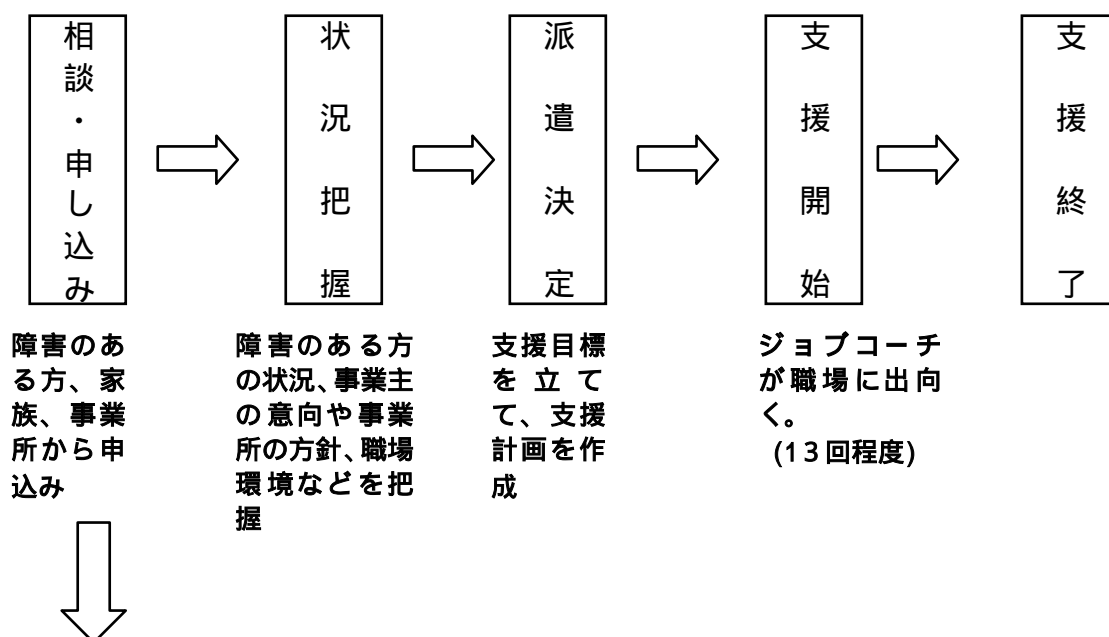 相談・申し込み
状況把握
派遣決定
支援開始
支援終了
障害のあ
る方、家
族、事業
所から申
込み
障害のある方
の状況、事業主
の意向や事業
所の方針、職場
環境などを把
握
支援目標
を立て
て、支援
計画を作
成
ジョブコーチ
が職場に出向
く。
(13回程度)